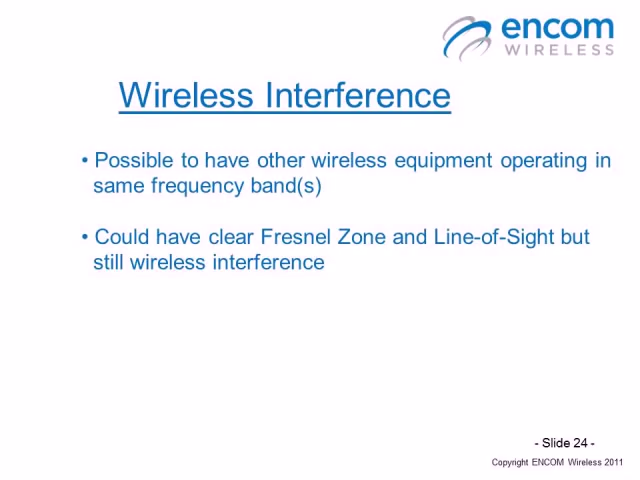 encom
WIRELESS
Wireless Interference
• Possible to have other wireless equipment operating in
same frequency band(s)
• Could have clear Fresnel Zone and Line-of-Sight but
still wireless interference
- Slide 24 -
Copyright ENCOM Wireless 2011